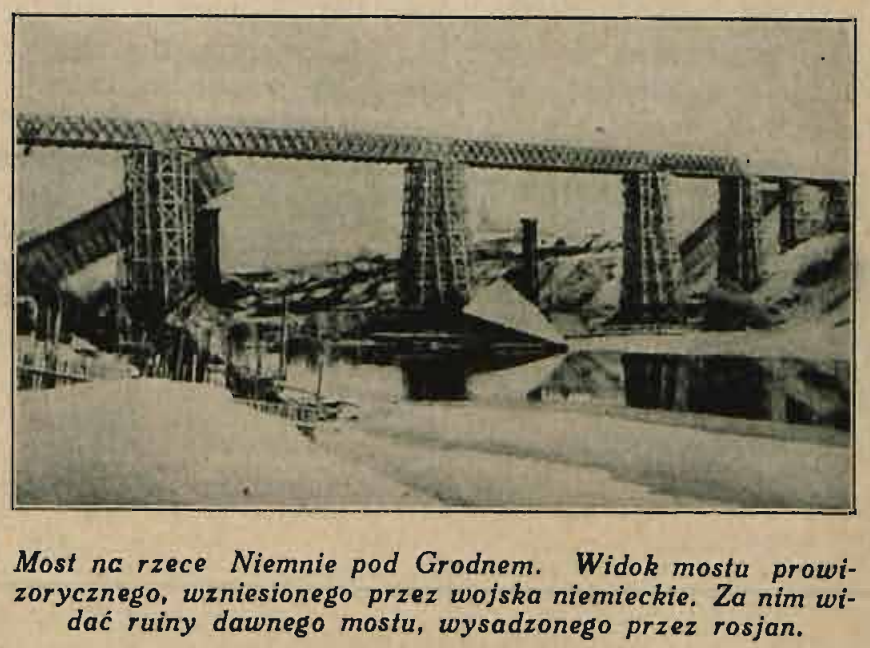 Most na rzece Niemnie pod Grodnem. Widok mostu prowi-
zorycznego, wzniesionego przez wojska niemieckie. Za nim wi-
dać ruiny dawnego mostu, wysadzonego przez rosjan.